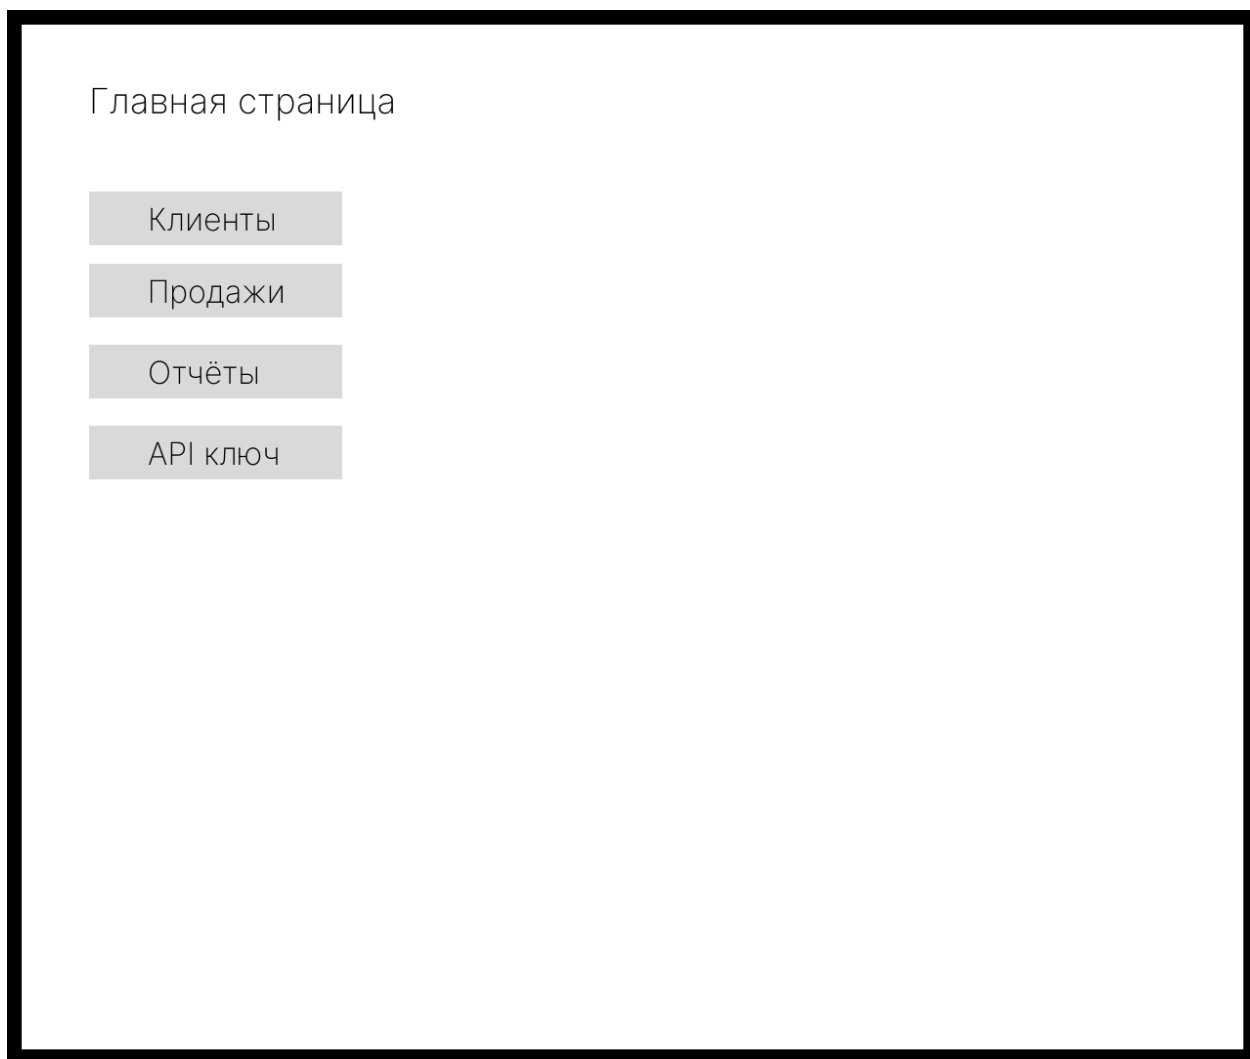 Главная страница
Клиенты
Продажи
Отчёты
API ключ